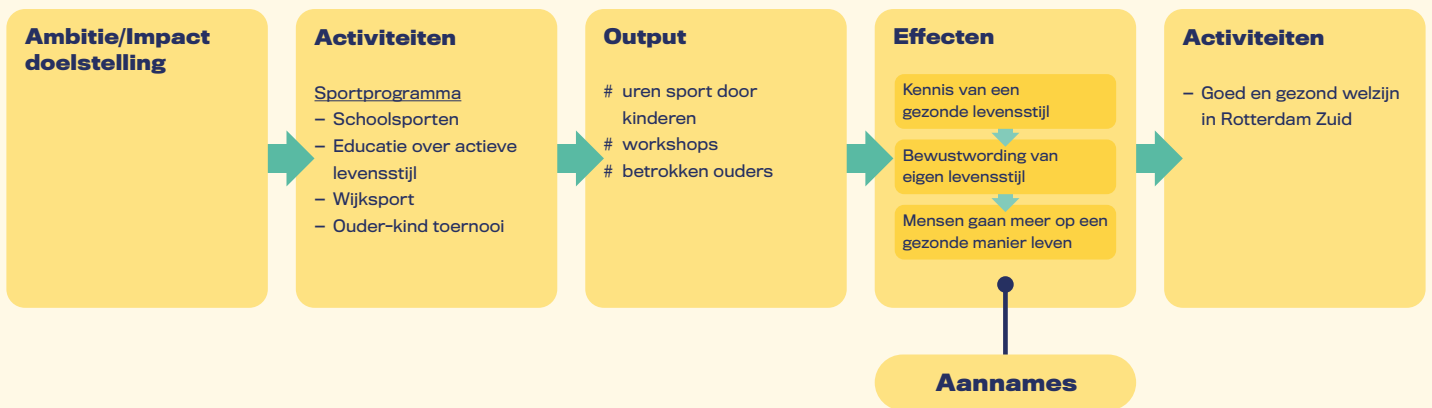 Ambitie/Impact
doelstelling
Activiteiten
Sportprogramma
– Schoolsporten
– Educatie over actieve
levensstijl
– Wijksport
– Ouder-kind toernooi
Output
# uren sport door
kinderen
# workshops
# betrokken ouders
Effecten
Kennis van een
gezonde levensstijl
Bewustwording van
eigen levensstijl
Mensen gaan meer op een
gezonde manier leven
Activiteiten
– Goed en gezond welzijn
in Rotterdam Zuid
Aannames